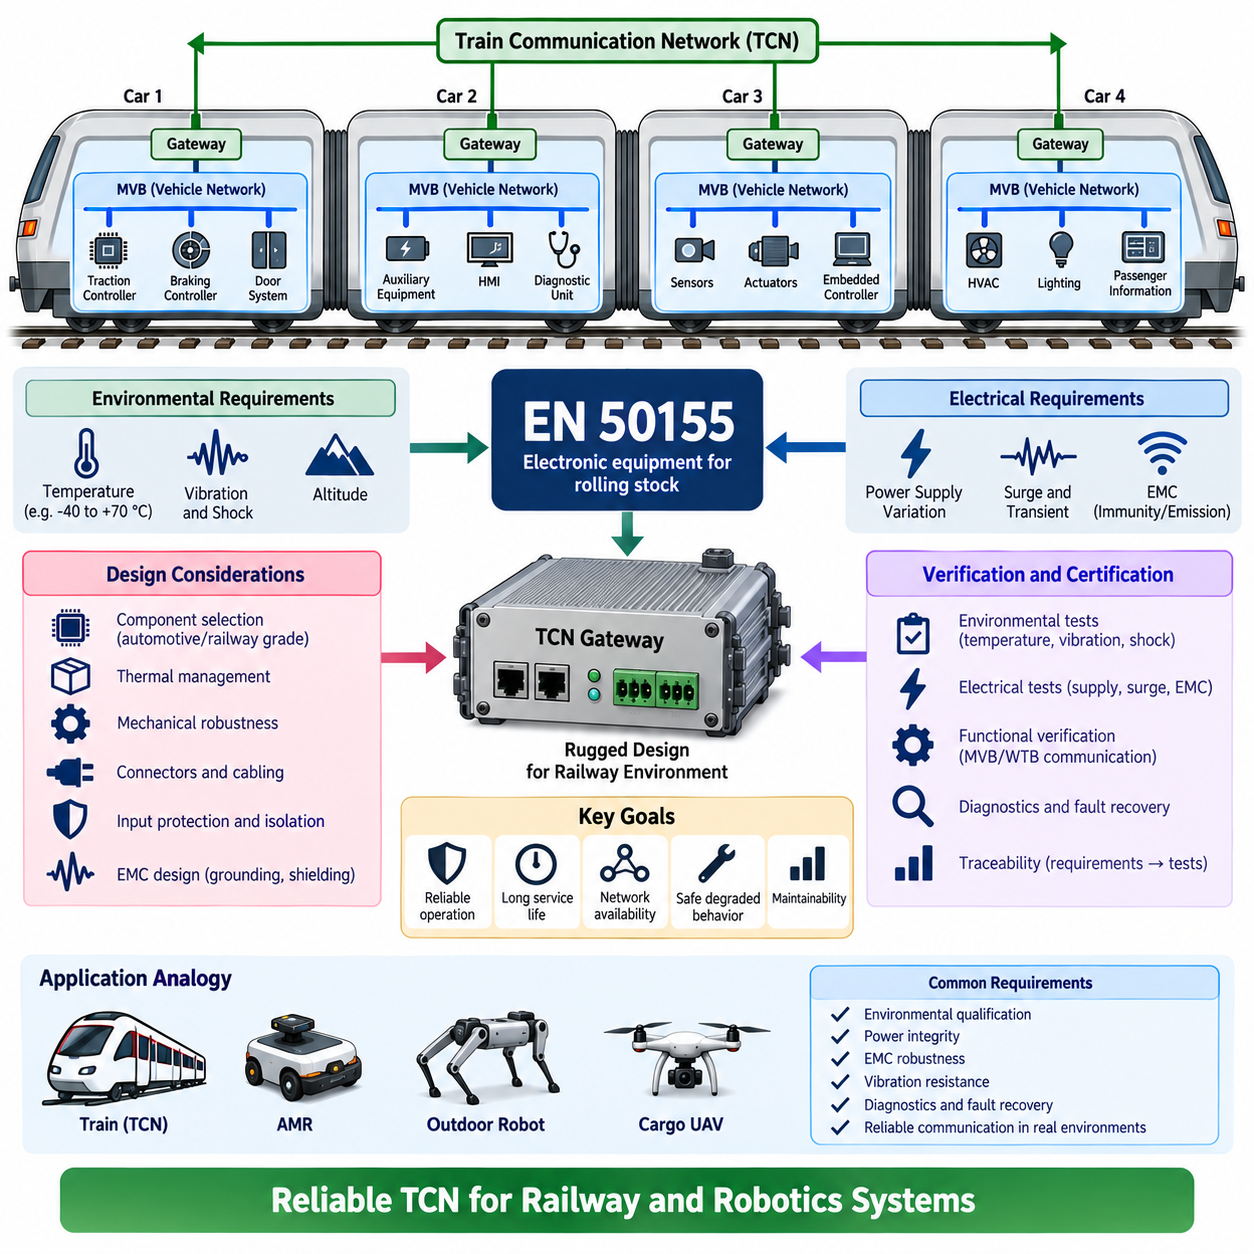 Train Communication Network (TCN)
Car 1
Car 2
Car 3
Car 4
Gateway
Gateway
Gateway
Gateway
MVB (Vehicle Network)
MVB (Vehicle Network)
MVB (Vehicle Network)
MVB (Vehicle Network)
Traction
Controller
Braking
Controller
Door
System
Auxiliary
Equipment
HMI
Diagnostic
Unit
Sensors
Actuators
Embedded
Controller
HVAC
Lighting
Passenger
Information
Environmental Requirements
Temperature
(e.g. -40 to +70 °C)
Vibration
and Shock
Altitude
EN 50155
Electronic equipment for
rolling stock
Electrical Requirements
Power Supply
Variation
Surge and
Transient
EMC
(Immunity/Emission)
Design Considerations
Component selection
(automotive/railway grade)
Thermal management
Mechanical robustness
Connectors and cabling
Input protection and isolation
EMC design (grounding, shielding)
TCN Gateway
Rugged Design
for Railway Environment
Verification and Certification
Environmental tests
(temperature, vibration, shock)
Electrical tests (supply, surge, EMC)
Functional verification
(MVB/WTB communication)
Diagnostics and fault recovery
Traceability (requirements → tests)
Key Goals
Reliable
operation
Long service
life
Network
availability
Safe degraded
behavior
Maintainability
Application Analogy
Train (TCN)
AMR
Outdoor Robot
Cargo UAV
Common Requirements
Environmental qualification
Power integrity
EMC robustness
Vibration resistance
Diagnostics and fault recovery
Reliable communication in real environments
Reliable TCN for Railway and Robotics Systems